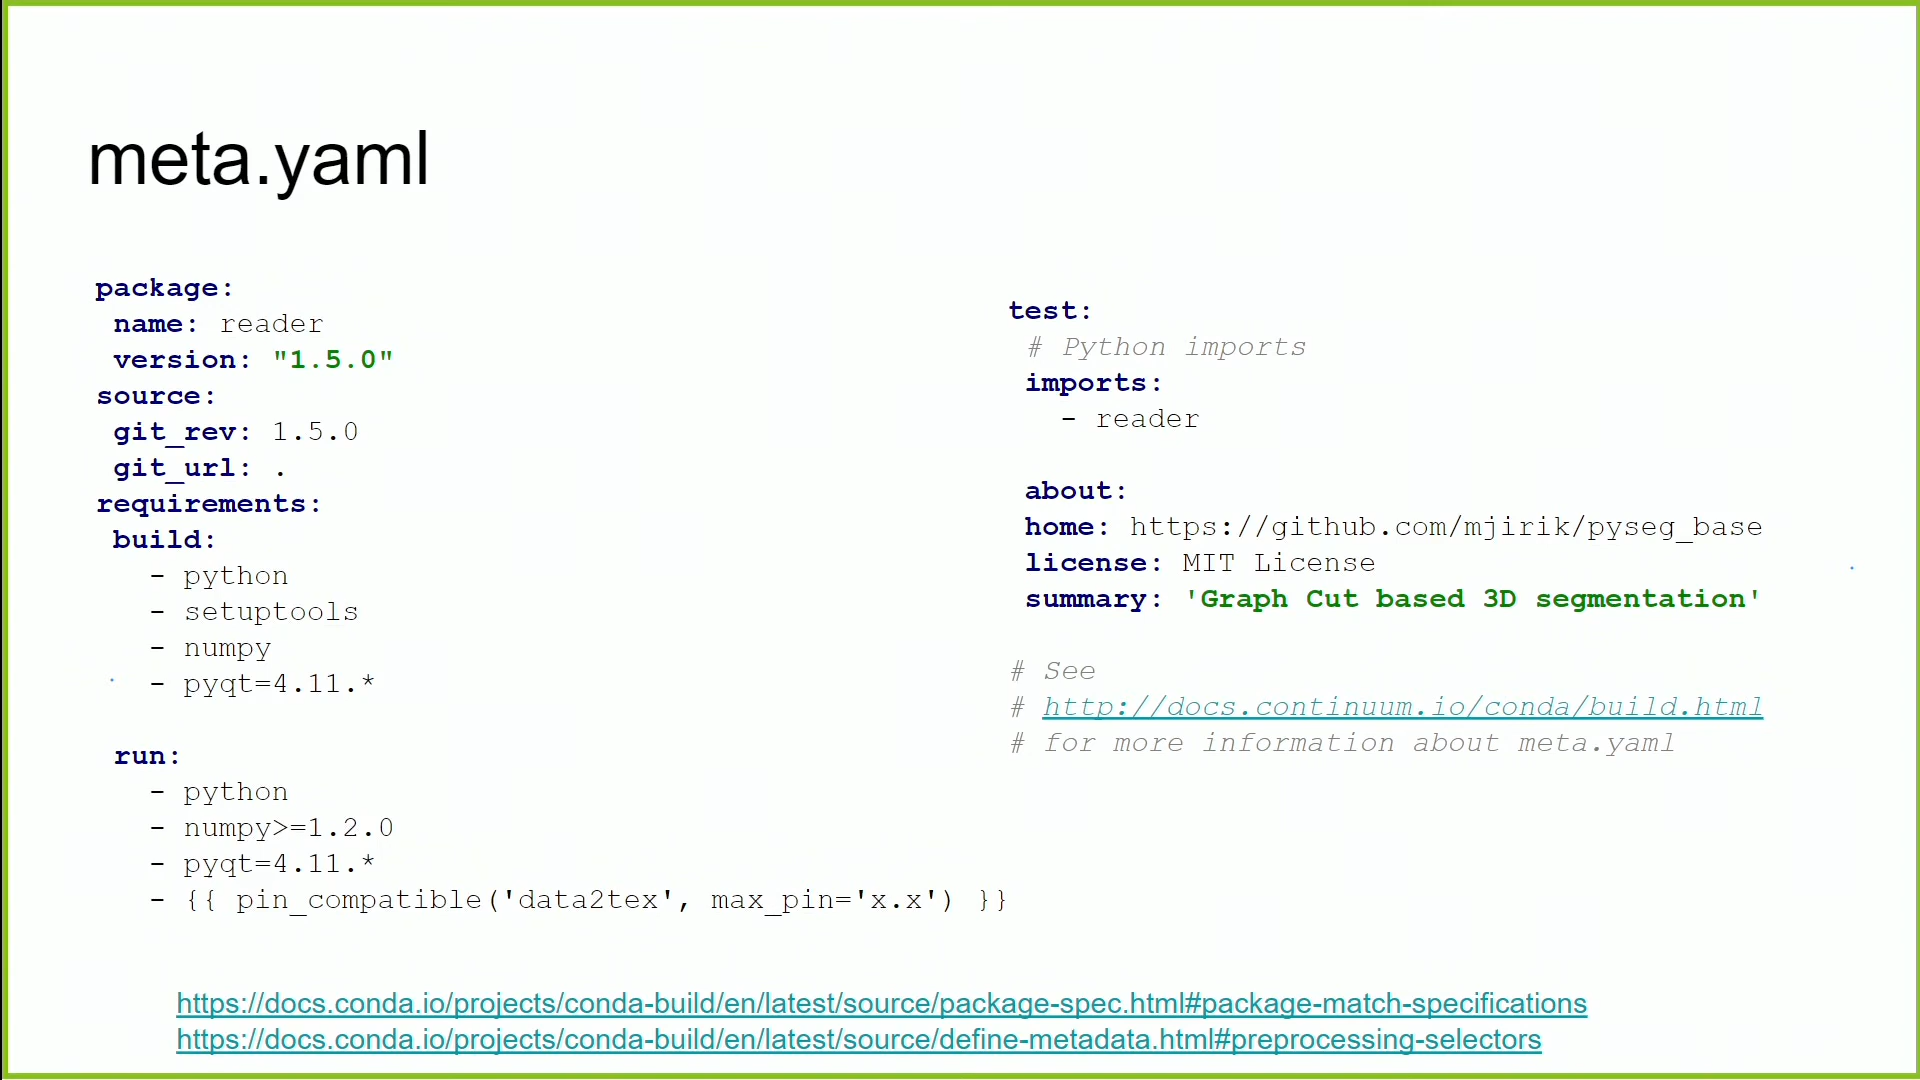 meta.yaml
package:
name: reader
version: "1.5.0"
source:
git_rev: 1.5.0
git_url: .
requirements:
build:
- python
- setuptools
- numpy
- pyqt=4.11.*
run:
- python
- numpy>=1.2.0
- pyqt=4.11.*
- {{ pin_compatible('data2tex', max_pin='x.x') }}
test:
# Python imports
imports:
- reader
about:
home: https://github.com/mjirik/pyseg_base
license: MIT License
summary: 'Graph Cut based 3D segmentation'
# See
# http://docs.continuum.io/conda/build.html
# for more information about meta.yaml
https://docs.conda.io/projects/conda-build/en/latest/source/package-spec.html#package-match-specifications
https://docs.conda.io/projects/conda-build/en/latest/source/define-metadata.html#preprocessing-selectors